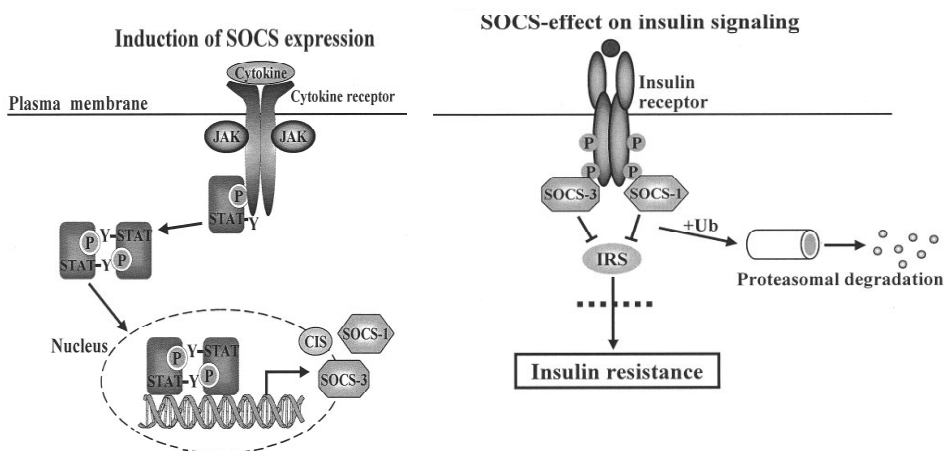 Induction of SOCS expression
Cytokine
Plasma membrane
Cytokine receptor
JAK
JAK
P
STAT-Y
P
Y-STAT
STAT-Y
P
Nucleus
P
Y-STAT
STAT-Y
P
CIS
SOCS-1
SOCS-3
SOCS-effect on insulin signaling
Insulin
receptor
P
P
P
P
SOCS-3
SOCS-1
+Ub
IRS
Proteasomal degradation
Insulin resistance